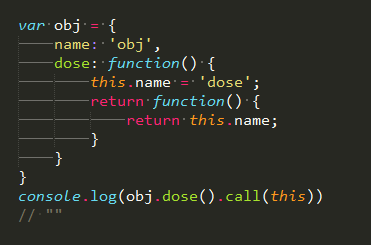 var obj = {
    name: 'obj',
    dose: function() {
        this.name = 'dose';
        return function() {
            return this.name;
        }
    }
}
console.log(obj.dose().call(this))
// ""